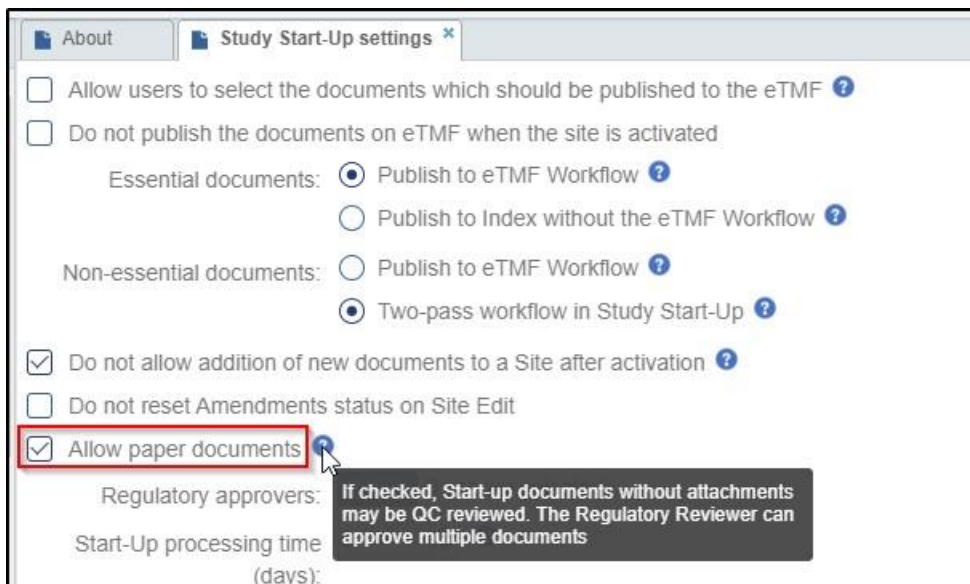 About
Study Start-Up settings
Allow users to select the documents which should be published to the eTMF
Do not publish the documents on eTMF when the site is activated
Essential documents: Publish to eTMF Workflow
Publish to Index without the eTMF Workflow
Non-essential documents: Publish to eTMF Workflow
Two-pass workflow in Study Start-Up
Do not allow addition of new documents to a Site after activation
Do not reset Amendments status on Site Edit
Allow paper documents
Regulatory approvers:
If checked, Start-up documents without attachments
may be QC reviewed. The Regulatory Reviewer can
approve multiple documents
Start-Up processing time
(days):